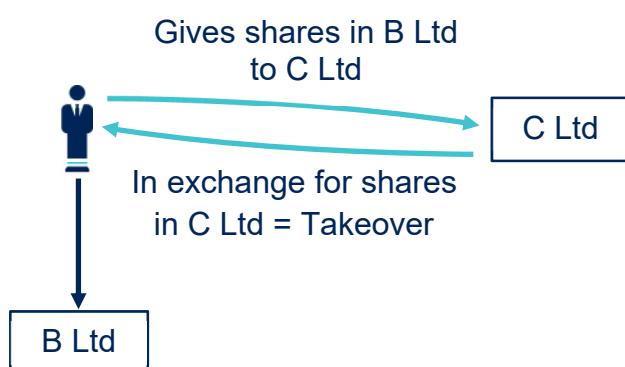 Gives shares in B Ltd
to C Ltd
C Ltd
In exchange for shares
in C Ltd = Takeover
B Ltd